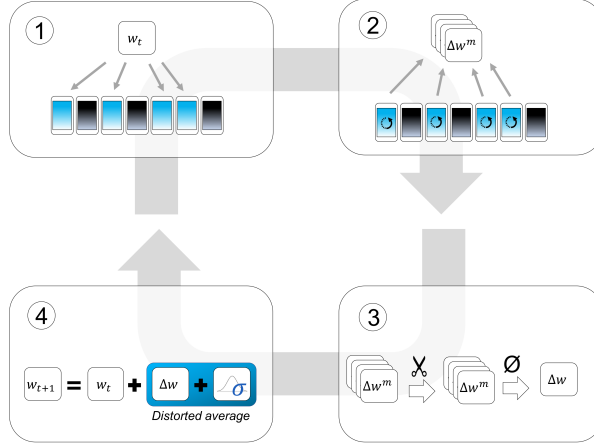 1
w_t
2
Δw^m
4
w_{t+1} = w_t + Δw + σ
Distorted average
3
Δw^m Δw^m Ø Δw